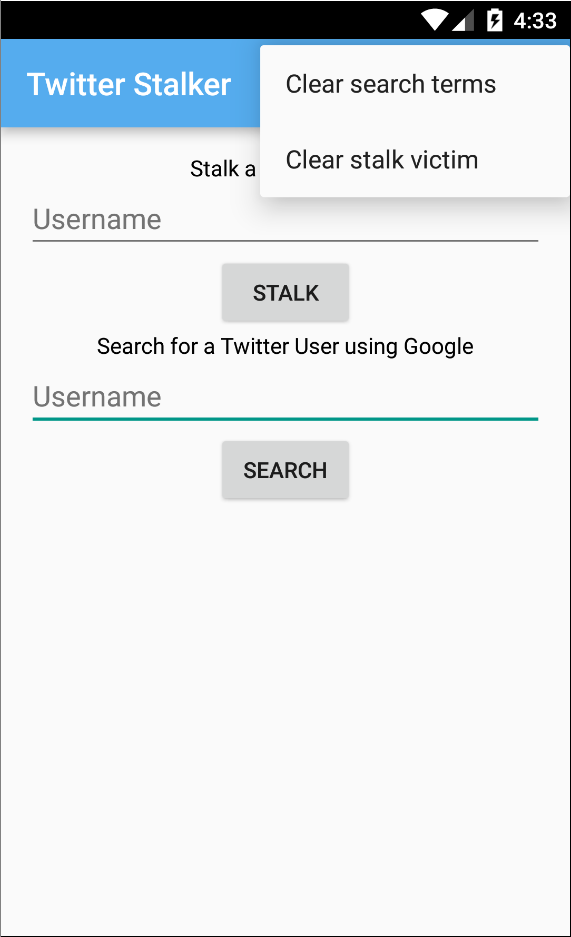 4:33
Twitter Stalker
Clear search terms
Clear stalk victim
Stalk a
Username
STALK
Search for a Twitter User using Google
Username
SEARCH